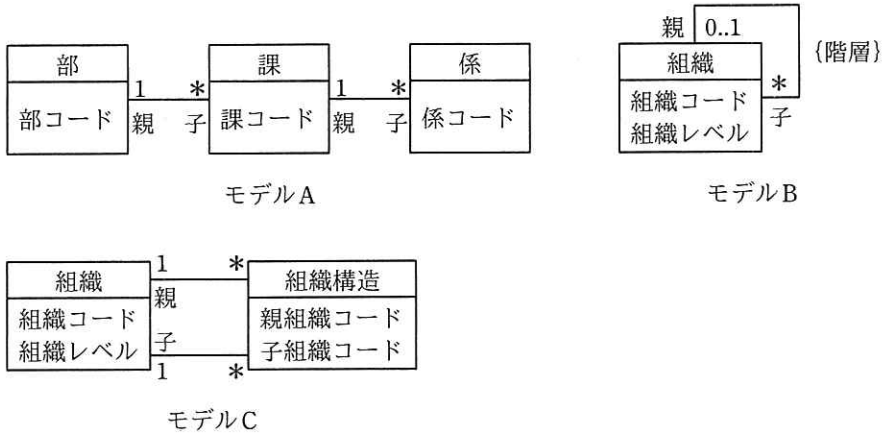 部
部コード
1 *
親 子
課
課コード
1 *
親 子
係
係コード
モデルA
親 0..1
{階層}
組織
組織コード
組織レベル
*
子
モデルB
組織
組織コード
組織レベル
1 *
親
子
1 *
組織構造
親組織コード
子組織コード
モデルC